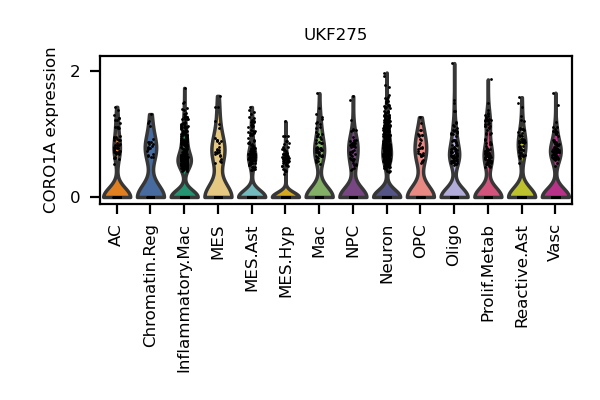 UKF275
CORO1A expression
2
0
AC
Chromatin.Reg
Inflammatory.Mac
MES
MES.Ast
MES.Hyp
Mac
NPC
Neuron
OPC
Oligo
Prolif.Metab
Reactive.Ast
Vasc